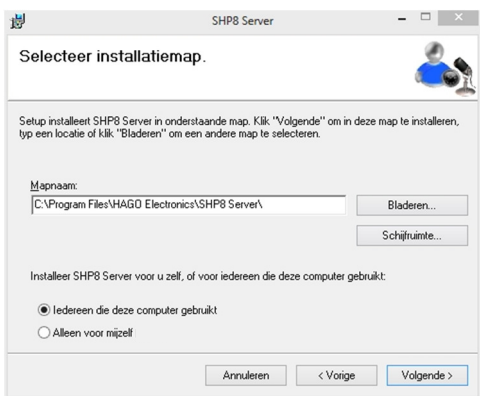 SHP8 Server
Selecteer installatiemap.
Setup installeert SHP8 Server in onderstaande map. Klik "Volgende" om in deze map te installeren,
typ een locatie of klik "Bladeren" om een andere map te selecteren.
Mapnaam:
C:\Program Files\HAGO Electronics\SHP8 Server\
Bladeren...
Schijfruimte...
Installeer SHP8 Server voor u zelf, of voor iedereen die deze computer gebruikt:
Iedereen die deze computer gebruikt
Alleen voor mijzelf
Annuleren
< Vorige
Volgende >